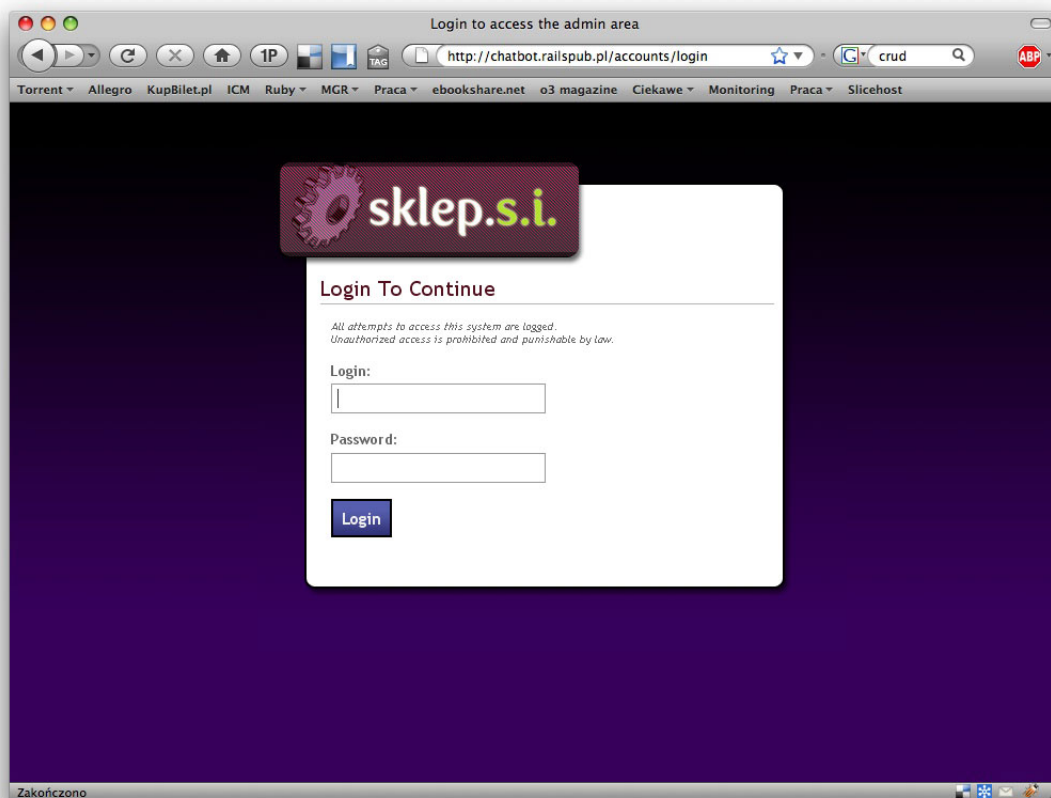 Login to access the admin area
1P TAG http://chatbot.railspub.pl/accounts/login G crud ABP
Torrent Allegro KupBilet.pl ICM Ruby MGR Praca ebookshare.net o3 magazine Ciekawe Monitoring Praca Slicehost
sklep.s.i.
Login To Continue
All attempts to access this system are logged.
Unauthorized access is prohibited and punishable by law.
Login:
Password:
Login
Zakończono